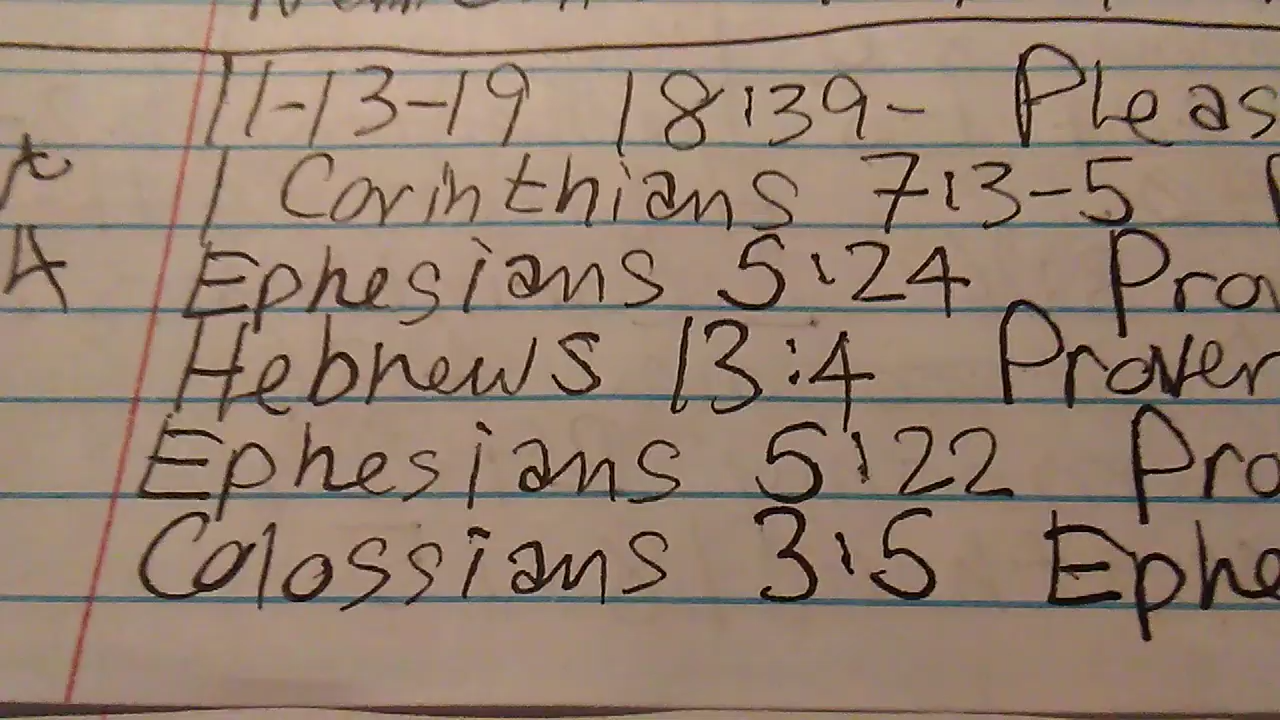 11-13-19 18:39- Pleas
1 Corinthians 7:3-5
A Ephesians 5:24 Prov
Hebrews 13:4 Prover
Ephesians 5:22 Pro
Colossians 3:5 Ephe